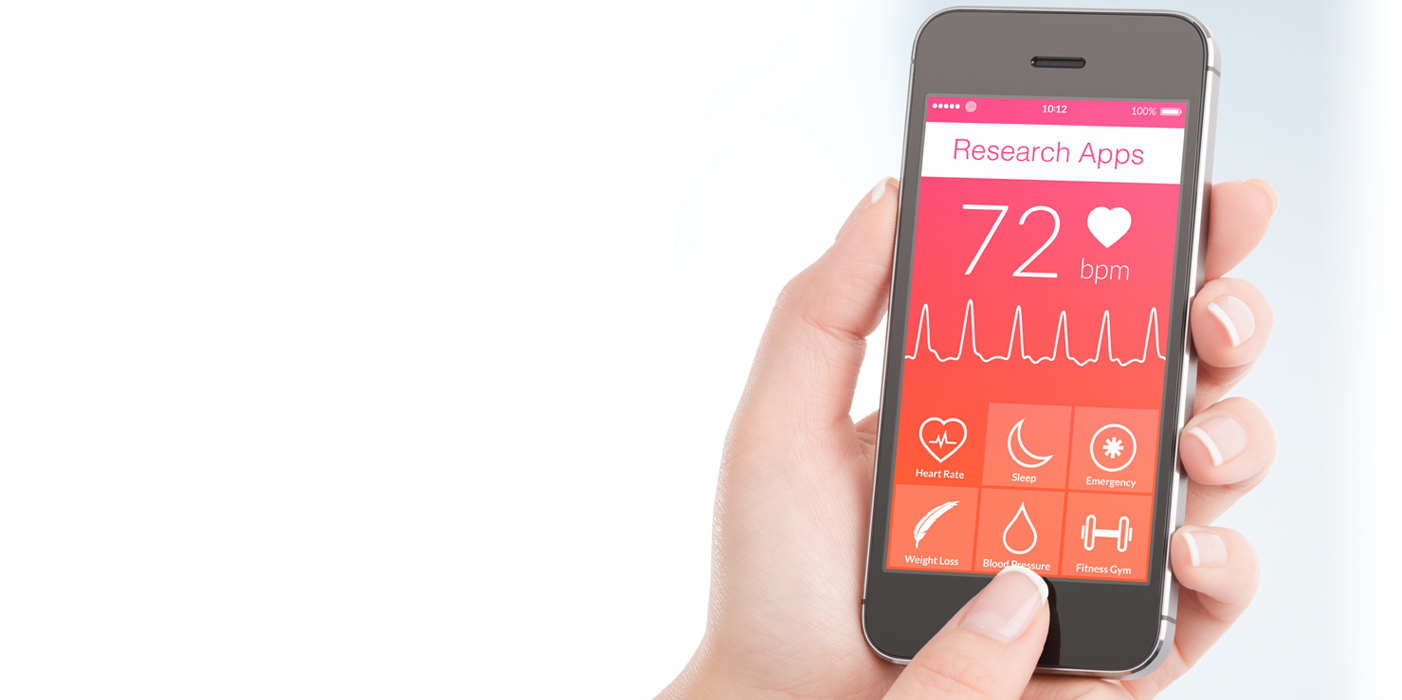 10:12 100%
Research Apps
72
bpm
Heart Rate Sleep Emergency
Weight Loss Blood Pressure Fitness Gym